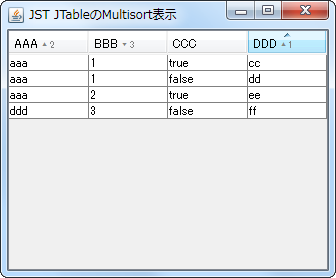 JST JTableのMultisort表示
AAA ▲ 2 BBB ▼ 3 CCC DDD ▲ 1
aaa 1 true cc
aaa 1 false dd
aaa 2 true ee
ddd 3 false ff